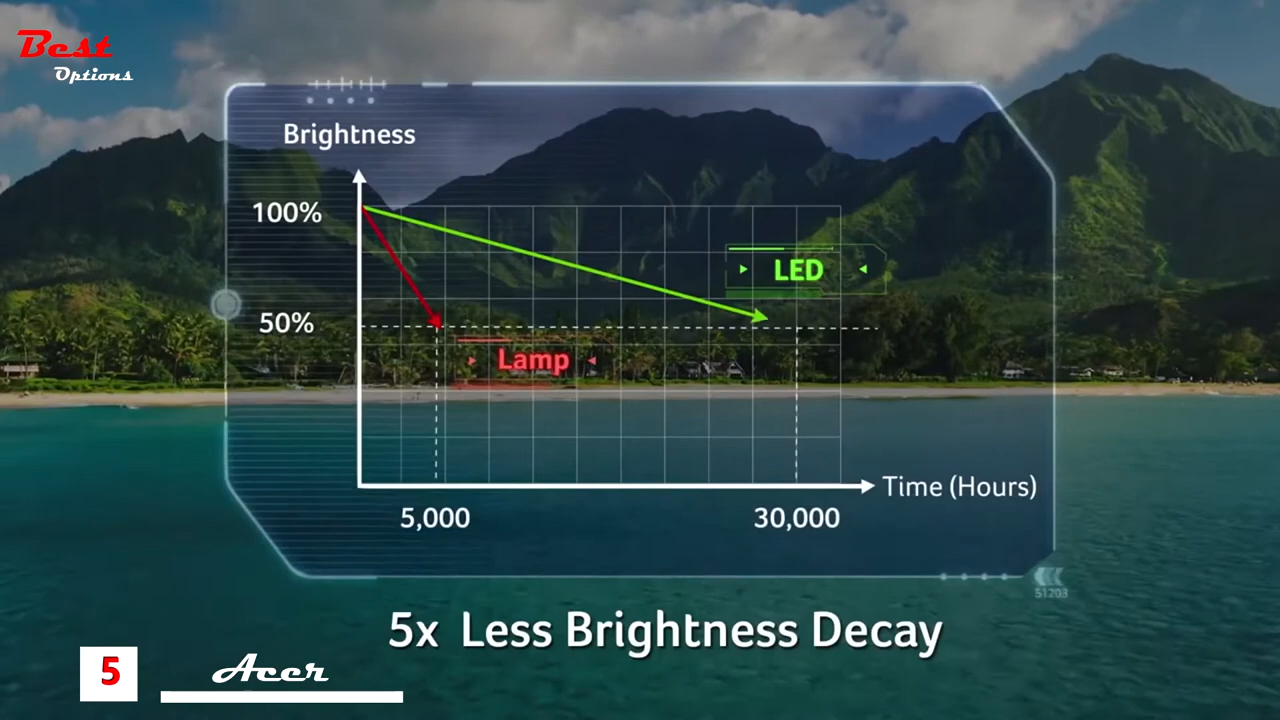 Best
Options
Brightness
100%
LED
50%
Lamp
Time (Hours)
5,000
30,000
51203
5x Less Brightness Decay
5
Acer